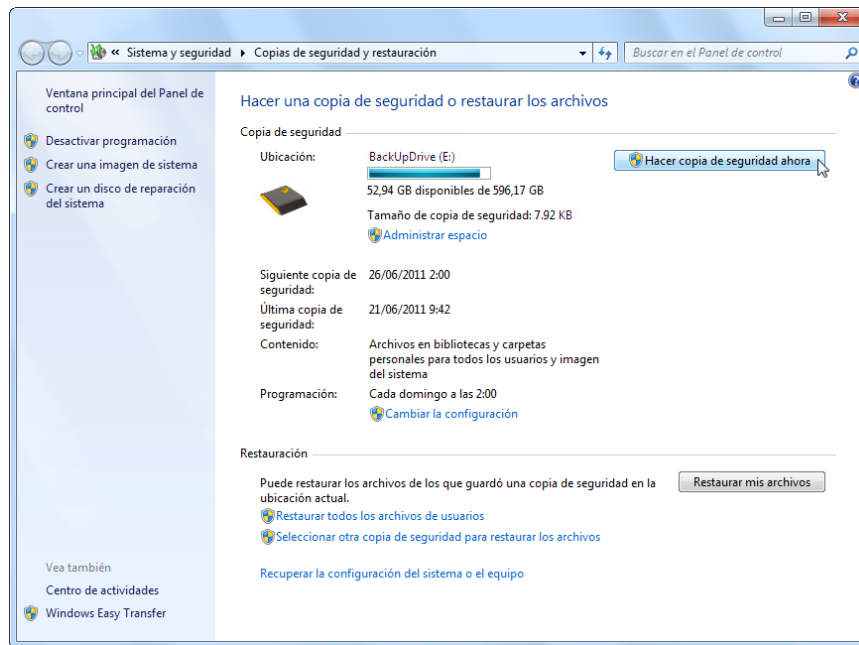 « Sistema y seguridad ▸ Copias de seguridad y restauración
Buscar en el Panel de control
Ventana principal del Panel de
control
Desactivar programación
Crear una imagen de sistema
Crear un disco de reparación
del sistema
Vea también
Centro de actividades
Windows Easy Transfer
Hacer una copia de seguridad o restaurar los archivos
Copia de seguridad
Ubicación:
BackUpDrive (E:)
Hacer copia de seguridad ahora
52,94 GB disponibles de 596,17 GB
Tamaño de copia de seguridad: 7.92 KB
Administrar espacio
Siguiente copia de
seguridad:
26/06/2011 2:00
Última copia de
seguridad:
21/06/2011 9:42
Contenido:
Archivos en bibliotecas y carpetas
personales para todos los usuarios y imagen
del sistema
Programación:
Cada domingo a las 2:00
Cambiar la configuración
Restauración
Puede restaurar los archivos de los que guardó una copia de seguridad en la
ubicación actual.
Restaurar mis archivos
Restaurar todos los archivos de usuarios
Seleccionar otra copia de seguridad para restaurar los archivos
Recuperar la configuración del sistema o el equipo